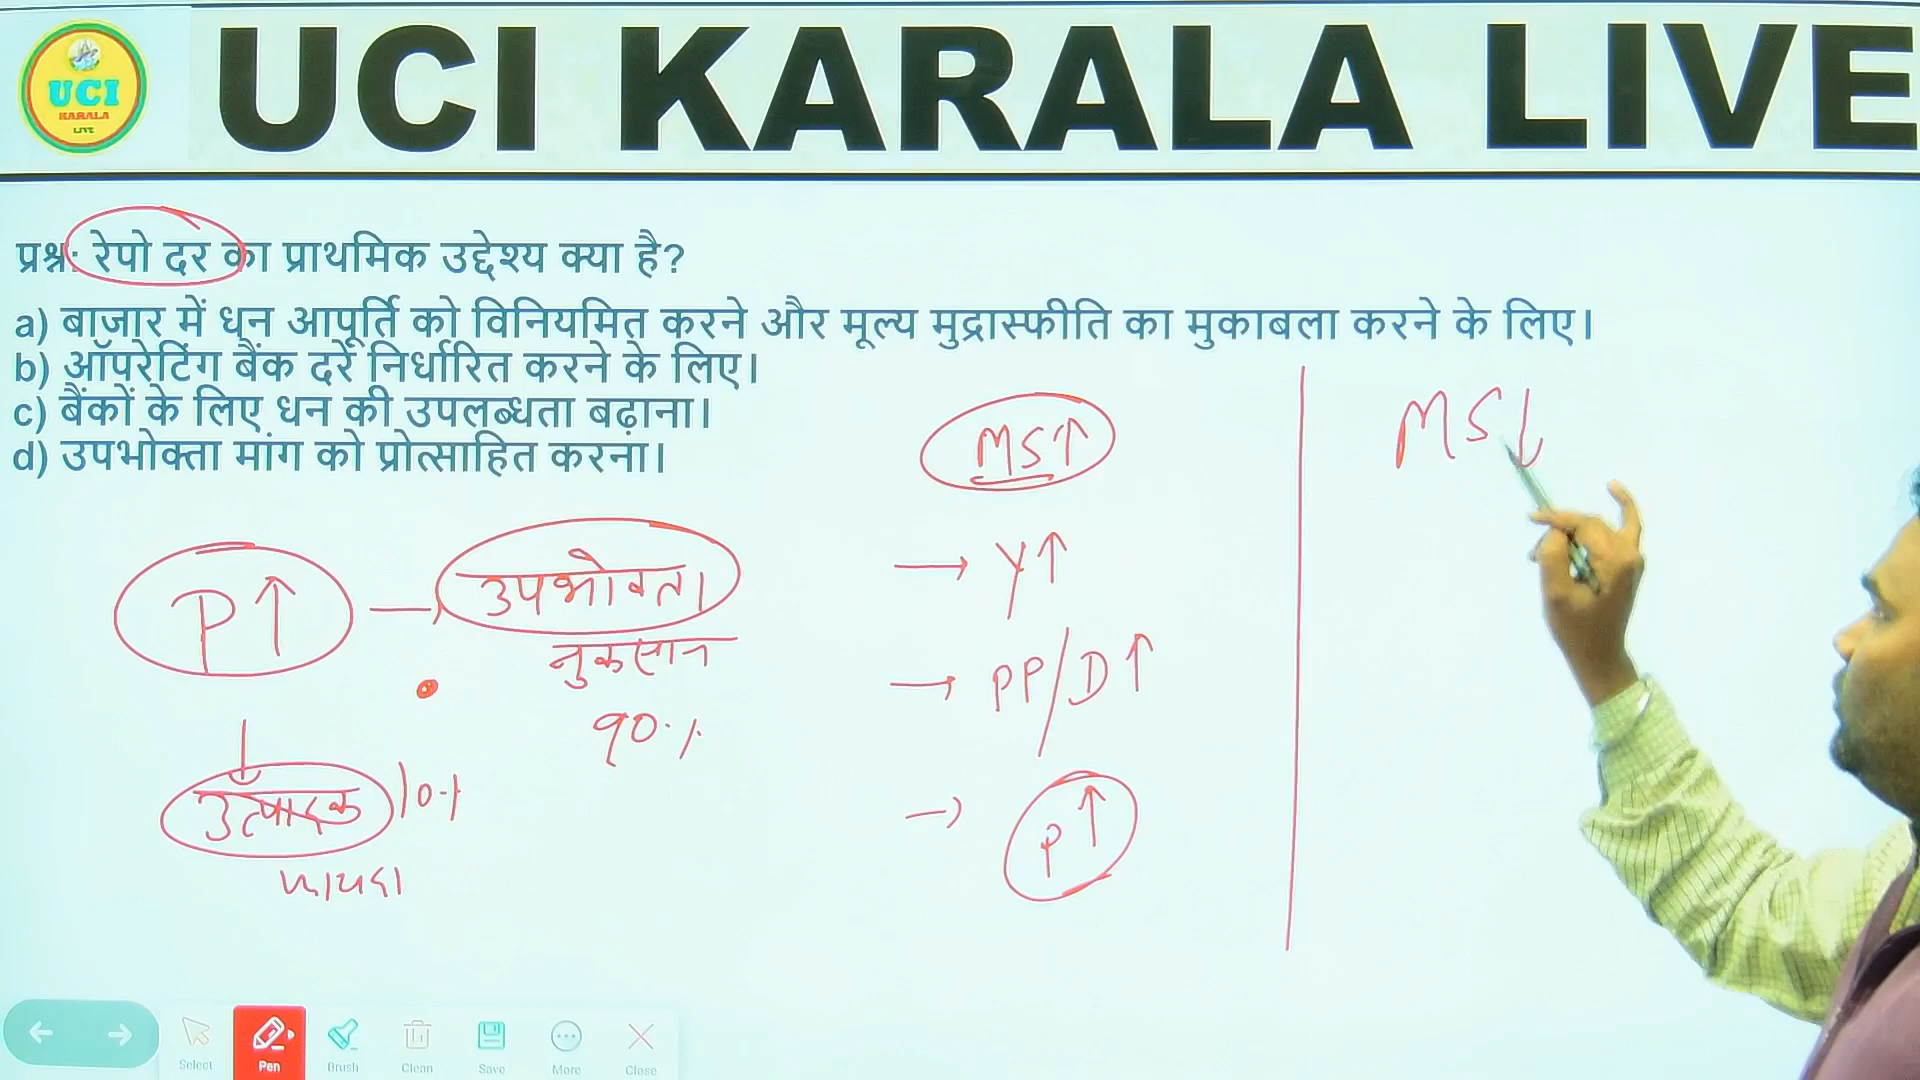 UCI KARALA LIVE
UCI
KARALA
LIVE
प्रश्न: रेपो दर का प्राथमिक उद्देश्य क्या है?
a) बाजार में धन आपूर्ति को विनियमित करने और मूल्य मुद्रास्फीति का मुकाबला करने के लिए।
b) ऑपरेटिंग बैंक दरें निर्धारित करने के लिए।
c) बैंकों के लिए धन की उपलब्धता बढ़ाना।
d) उपभोक्ता मांग को प्रोत्साहित करना।
MS↑
MS↓
P↑ → उपभोक्ता
नुकसान
90%
उत्पादक 10%
फायदा
→ Y↑
→ PP/D↑
→ P↑
Select
Pen
Brush
Clean
Save
More
Close